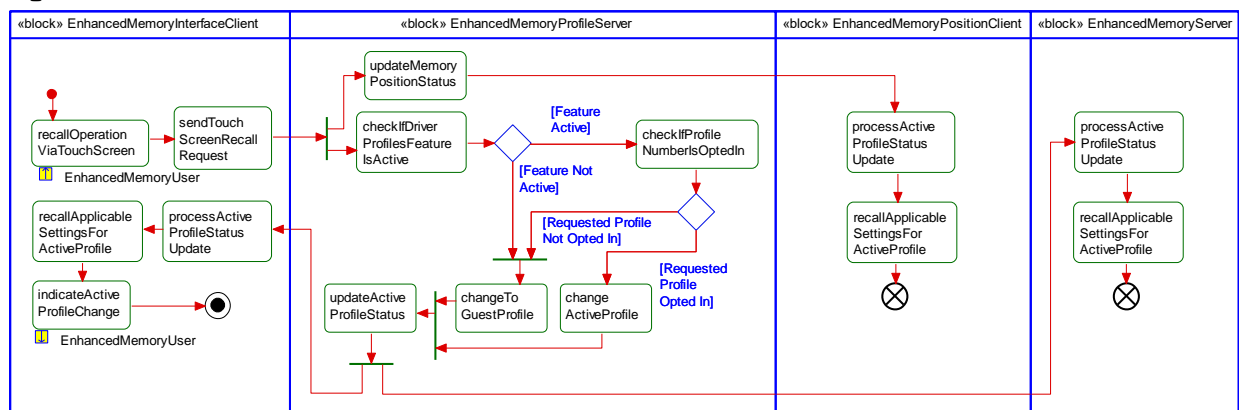 «block» EnhancedMemoryInterfaceClient
«block» EnhancedMemoryProfileServer
«block» EnhancedMemoryPositionClient
«block» EnhancedMemoryServer
recallOperation
ViaTouchScreen
EnhancedMemoryUser
sendTouch
ScreenRecall
Request
updateMemory
PositionStatus
checkIfDriver
ProfilesFeature
IsActive
[Feature
Active]
[Feature Not
Active]
checkIfProfile
NumberIsOptedIn
[Requested Profile
Not Opted In]
[Requested
Profile
Opted In]
changeTo
GuestProfile
change
ActiveProfile
updateActive
ProfileStatus
processActive
ProfileStatus
Update
recallApplicable
SettingsFor
ActiveProfile
indicateActive
ProfileChange
EnhancedMemoryUser
processActive
ProfileStatus
Update
recallApplicable
SettingsFor
ActiveProfile
processActive
ProfileStatus
Update
recallApplicable
SettingsFor
ActiveProfile